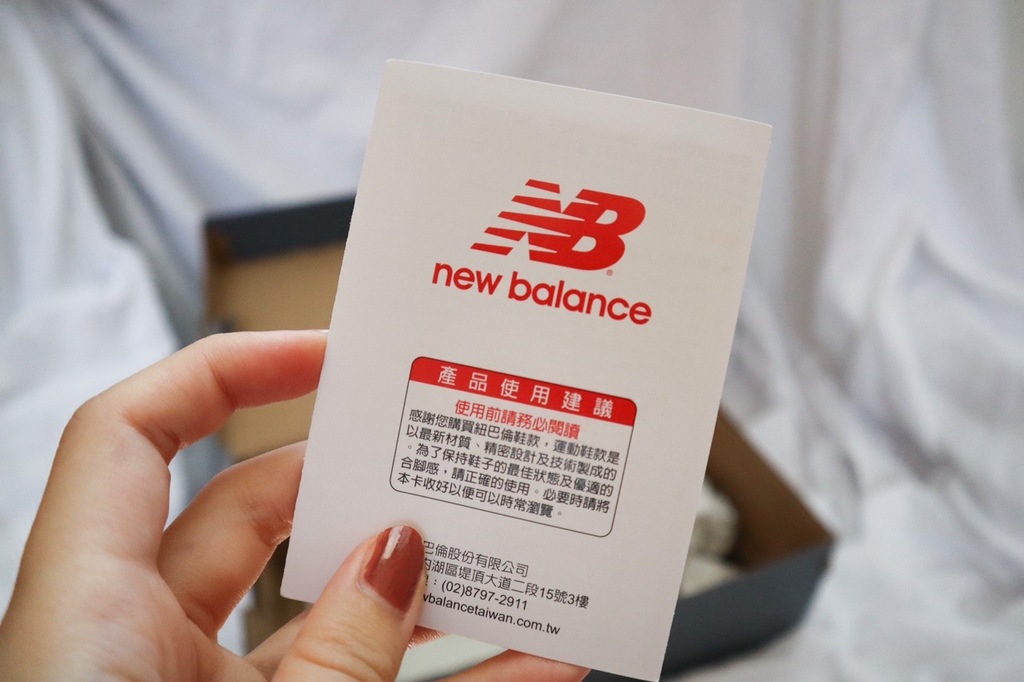 NB
new balance
產品使用建議
使用前請務必閱讀
感謝您購買紐巴倫鞋款,運動鞋款是
以最新材質、精密設計及技術製成的
。為了保持鞋子的最佳狀態及優適的
合腳感,請正確的使用。必要時請將
本卡收好以便可以時常瀏覽。
巴倫股份有限公司
湖區堤頂大道二段15號3樓
:(02)8797-2911
wbalancetaiwan.com.tw